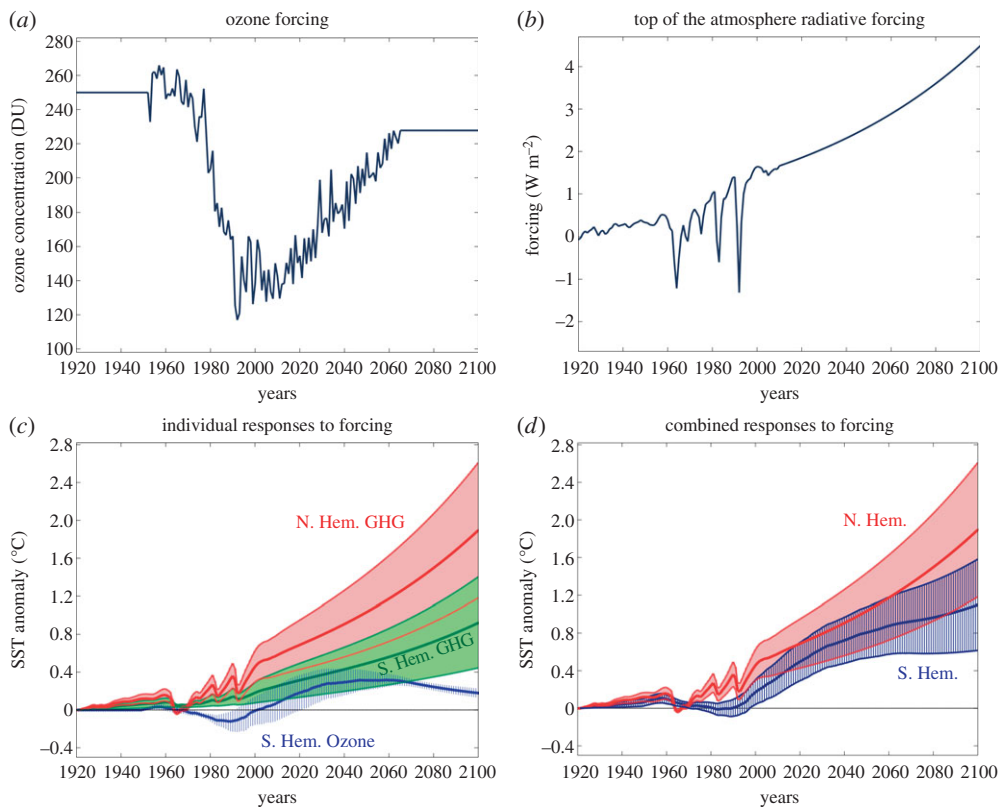 (a) ozone forcing
280
260
240
220
200
180
160
140
120
100
ozone concentration (DU)
1920 1940 1960 1980 2000 2020 2040 2060 2080 2100
years
(b) top of the atmosphere radiative forcing
4
3
2
1
0
−1
−2
forcing (W m−2)
1920 1940 1960 1980 2000 2020 2040 2060 2080 2100
years
(c) individual responses to forcing
2.8
2.4
2.0
1.6
1.2
0.8
0.4
0
−0.4
SST anomaly (°C)
N. Hem. GHG
S. Hem. GHG
S. Hem. Ozone
1920 1940 1960 1980 2000 2020 2040 2060 2080 2100
years
(d) combined responses to forcing
2.8
2.4
2.0
1.6
1.2
0.8
0.4
0
−0.4
SST anomaly (°C)
N. Hem.
S. Hem.
1920 1940 1960 1980 2000 2020 2040 2060 2080 2100
years